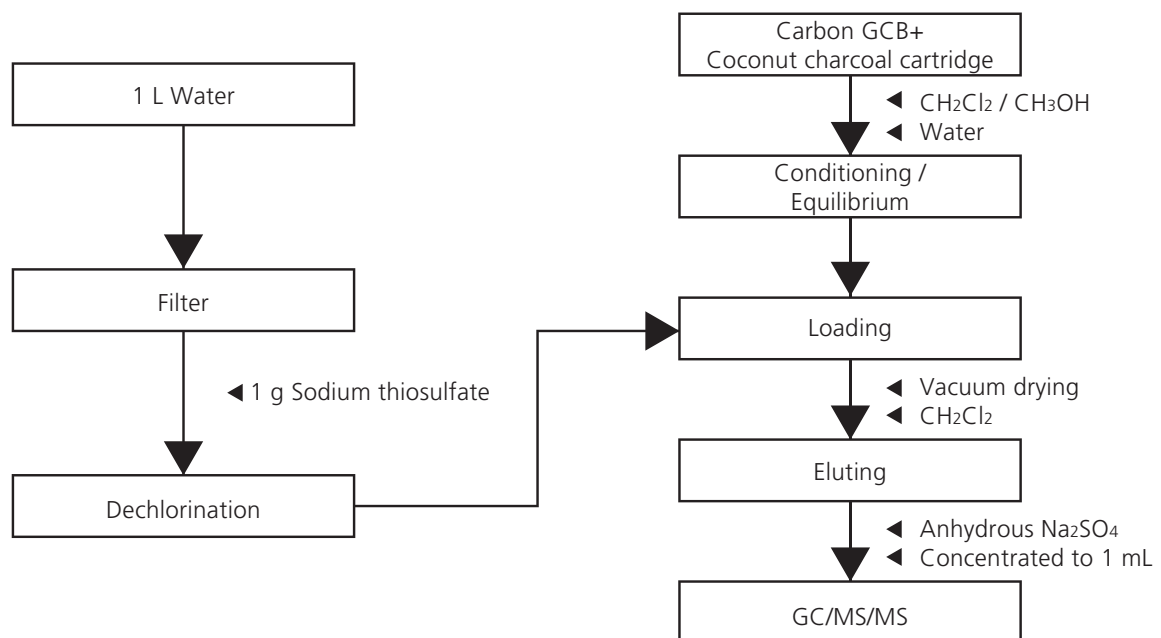 1 L Water
Filter
◄ 1 g Sodium thiosulfate
Dechlorination
Carbon GCB+
Coconut charcoal cartridge
◄ CH₂Cl₂ / CH₃OH
◄ Water
Conditioning /
Equilibrium
Loading
◄ Vacuum drying
◄ CH₂Cl₂
Eluting
◄ Anhydrous Na₂SO₄
◄ Concentrated to 1 mL
GC/MS/MS